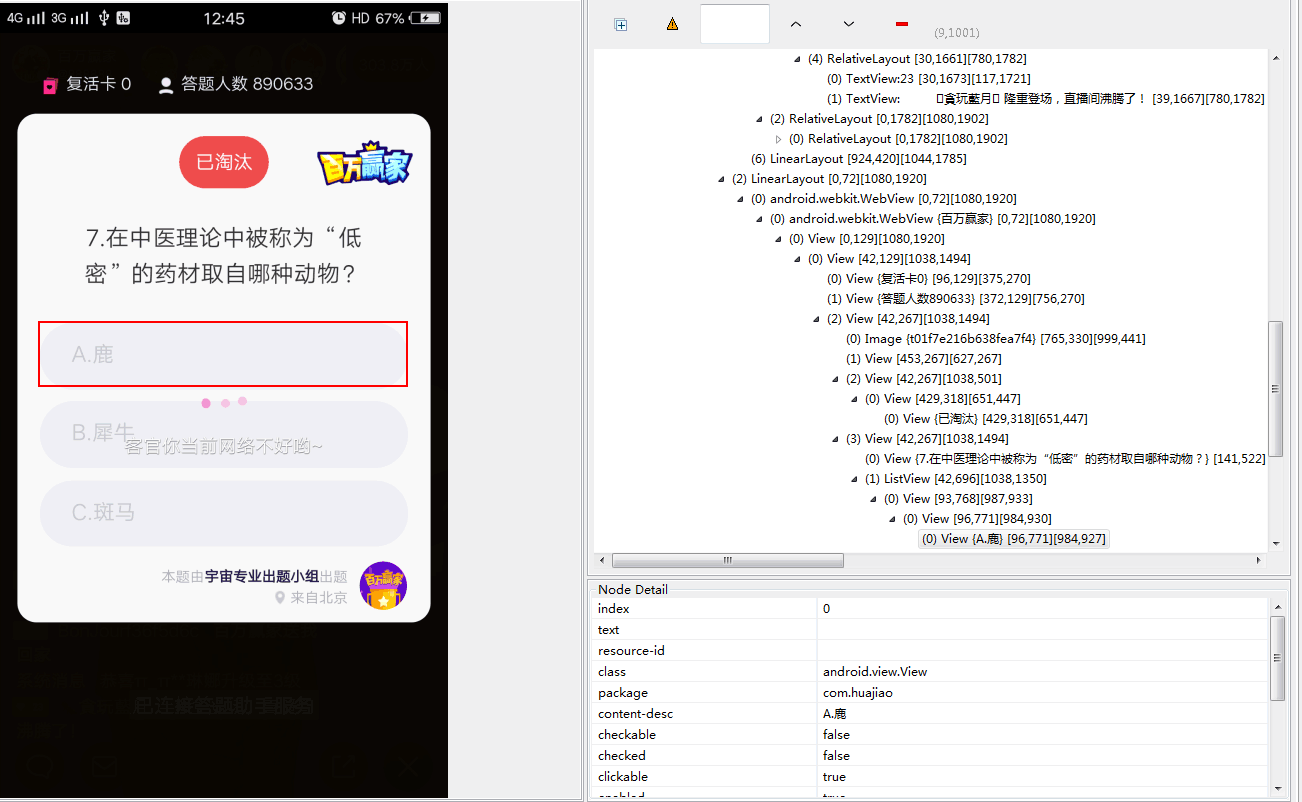 4G 3G 12:45 HD 67%
复活卡 0 答题人数 890633
已淘汰 百万赢家
7.在中医理论中被称为“低
密”的药材取自哪种动物？
A.鹿
B.犀牛
客官你当前网络不好哟~
C.斑马
本题由宇宙专业出题小组出题
来自北京
百万赢家
已连接答题助手服务
(9,1001)
(4) RelativeLayout [30,1661][780,1782]
(0) TextView:23 [30,1673][117,1721]
(1) TextView: 貪玩藍月 隆重登场，直播间沸腾了！ [39,1667][780,1782]
(2) RelativeLayout [0,1782][1080,1902]
(0) RelativeLayout [0,1782][1080,1902]
(6) LinearLayout [924,420][1044,1785]
(2) LinearLayout [0,72][1080,1920]
(0) android.webkit.WebView [0,72][1080,1920]
(0) android.webkit.WebView {百万赢家} [0,72][1080,1920]
(0) View [0,129][1080,1920]
(0) View [42,129][1038,1494]
(0) View {复活卡0} [96,129][375,270]
(1) View {答题人数890633} [372,129][756,270]
(2) View [42,267][1038,1494]
(0) Image {t01f7e216b638fea7f4} [765,330][999,441]
(1) View [453,267][627,267]
(2) View [42,267][1038,501]
(0) View [429,318][651,447]
(0) View {已淘汰} [429,318][651,447]
(3) View [42,267][1038,1494]
(0) View {7.在中医理论中被称为“低密”的药材取自哪种动物？} [141,522]
(1) ListView [42,696][1038,1350]
(0) View [93,768][987,933]
(0) View [96,771][984,930]
(0) View {A.鹿} [96,771][984,927]
Node Detail
index 0
text
resource-id
class android.view.View
package com.huajiao
content-desc A.鹿
checkable false
checked false
clickable true
enabled true